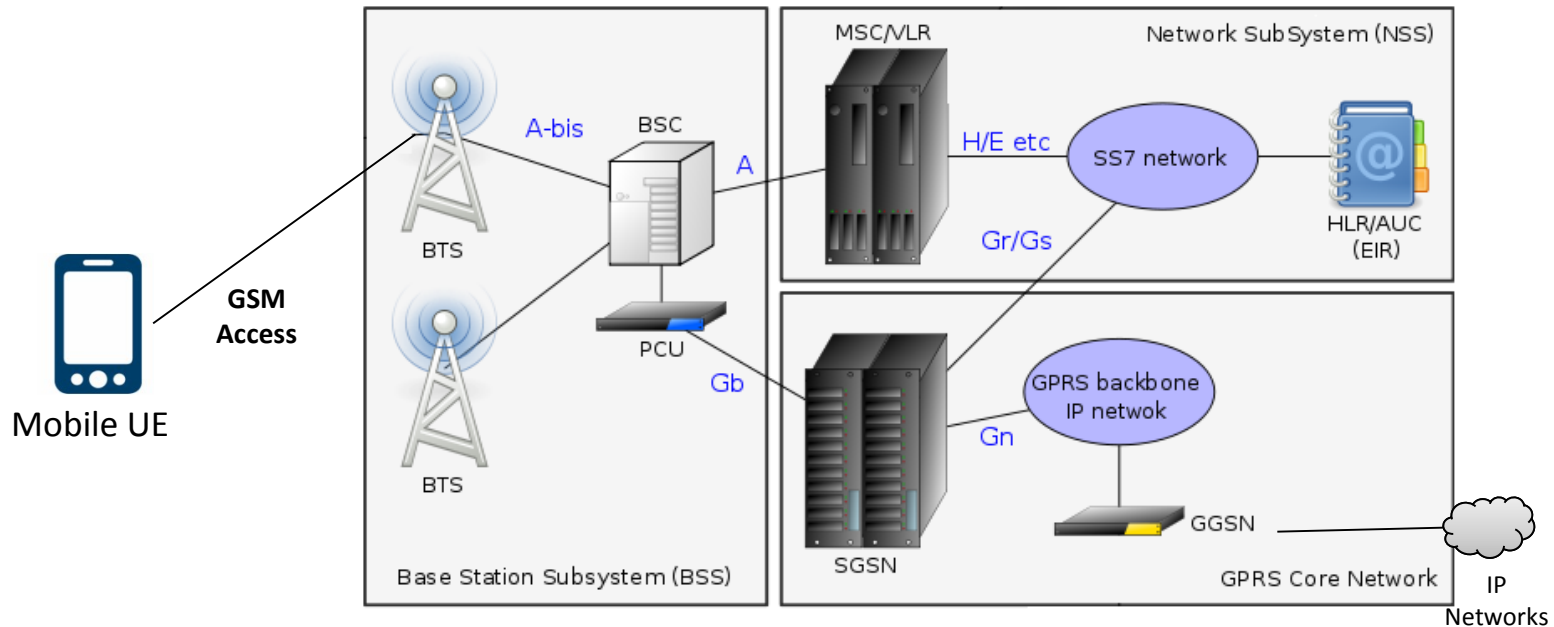 MSC/VLR
Network SubSystem (NSS)
A-bis
BSC
A
H/E etc
SS7 network
BTS
HLR/AUC
(EIR)
Gr/Gs
GSM
Access
PCU
Gb
Mobile UE
GPRS backbone
IP netwok
Gn
BTS
GGSN
SGSN
Base Station Subsystem (BSS)
GPRS Core Network
IP
Networks